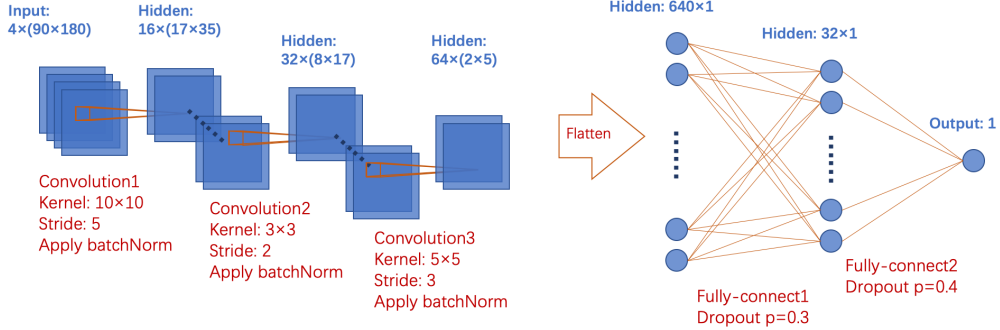 Input:
4×(90×180)
Hidden:
16×(17×35)
Hidden:
32×(8×17)
Hidden:
64×(2×5)
Convolution1
Kernel: 10×10
Stride: 5
Apply batchNorm
Convolution2
Kernel: 3×3
Stride: 2
Apply batchNorm
Convolution3
Kernel: 5×5
Stride: 3
Apply batchNorm
Flatten
Hidden: 640×1
Hidden: 32×1
Output: 1
Fully-connect1
Dropout p=0.3
Fully-connect2
Dropout p=0.4